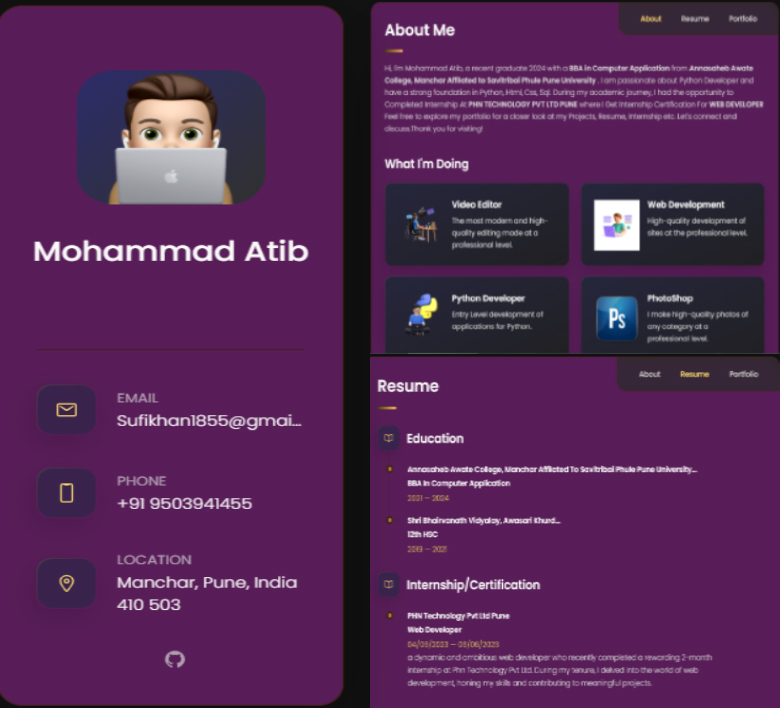 Mohammad Atib
EMAIL
Sufikhan1855@gmai...
PHONE
+91 9503941455
LOCATION
Manchar, Pune, India
410 503
About Resume Portfolio
About Me
Hi, I'm Mohammad Atib, a recent graduate 2024 with a BBA in Computer Application from Annasaheb Awate
College, Manchar Affliated to Savitribai Phule Pune University . I am passionate about Python Developer and
have a strong foundation in Python, Html, Css, Sql. During my academic journey, I had the opportunity to
Completed Internship At PHN TECHNOLOGY PVT LTD PUNE where I Get Internship Certification For WEB DEVELOPER
Feel free to explore my portfolio for a closer look at my Projects, Resume, Internship etc. Let's connect and
discuss.Thank you for visiting!
What I'm Doing
Video Editor
The most modern and high-
quality editing made at a
professional level.
Web Development
High-quality development of
sites at the professional level.
Python Developer
Entry Level development of
applications for Python.
Ps
PhotoShop
I make high-quality photos of
any category at a
professional level.
About Resume Portfolio
Resume
Education
Annasaheb Awate College, Manchar Affliated To Savitribai Phule Pune University...
BBA In Computer Application
2021 — 2024
Shri Bhairvanath Vidyalay, Awasari Khurd...
12th HSC
2019 — 2021
Internship/Certification
PHN Technology Pvt Ltd Pune
Web Developer
a dynamic and ambitious web developer who recently completed a rewarding 2-month
internship at Phn Technology Pvt Ltd. During my tenure, I delved into the world of web
development, honing my skills and contributing to meaningful projects.